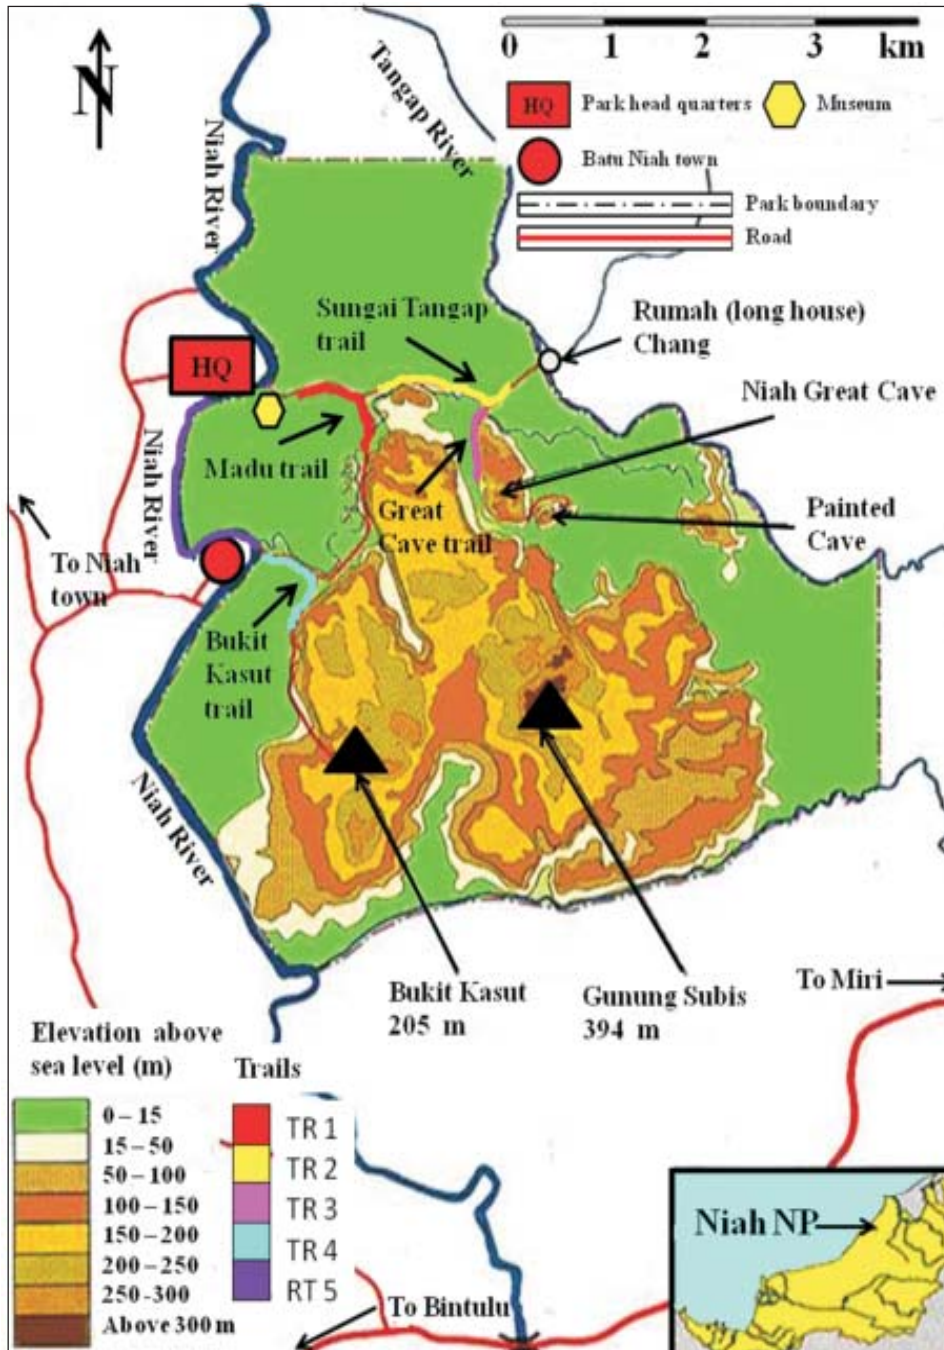 0 1 2 3 km
N
Tangap River
HQ Park head quarters Museum
Batu Niah town
Park boundary
Road
Niah River
Sungai Tangap
trail
Rumah (long house)
Chang
HQ
Niah Great Cave
Madu trail
Niah River
Great
Cave trail
Painted
Cave
To Niah
town
Bukit
Kasut
trail
Niah River
Bukit Kasut
205 m
Gunung Subis
394 m
To Miri
Elevation above
sea level (m)
0 – 15
15 – 50
50 – 100
100 – 150
150 – 200
200 – 250
250 -300
Above 300 m
Trails
TR 1
TR 2
TR 3
TR 4
RT 5
To Bintulu
Niah NP